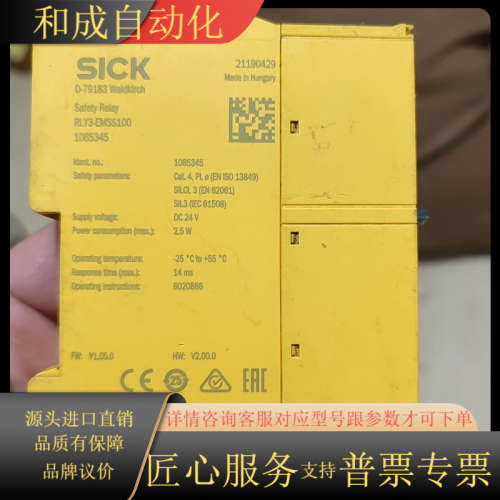 和成自动化
SICK
D-79183 Waldkirch
21190429
Made in Hungary
Safety Relay
RLY3-EMSS100
1085345
Ident. no.: 1085345
Safety parameters: Cat. 4, PL e (EN ISO 13849)
SILCL 3 (EN 62061)
SIL3 (IEC 61508)
Supply voltage: DC 24 V
Power consumption (max.): 2.5 W
Operating temperature: -25 °C to +55 °C
Response time (max.): 14 ms
Operating instructions: 8020866
FW: V1.00.0 HW: V2.00.0
CE 25 EAC
源头进口直销
品质有保障
品牌议价
详情咨询客服对应型号跟参数才可下单
匠心服务支持普票专票